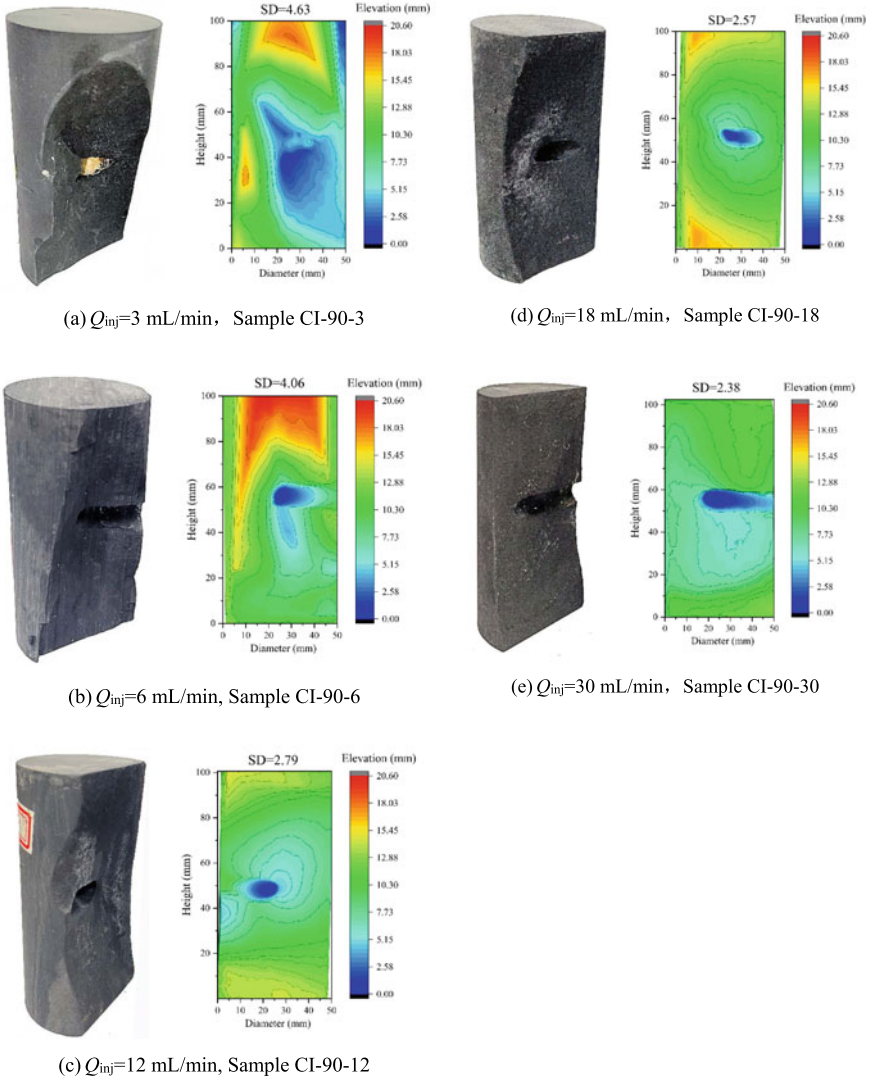 SD=4.63
Elevation (mm)
100
80
60
40
20
0
Height (mm)
0 10 20 30 40 50
Diameter (mm)
20.60
18.03
15.45
12.88
10.30
7.73
5.15
2.58
0.00
(a) Qinj=3 mL/min，Sample CI-90-3
SD=2.57
Elevation (mm)
100
80
60
40
20
Height (mm)
0 10 20 30 40 50
Diameter (mm)
20.60
18.03
15.45
12.88
10.30
7.73
5.15
2.58
0.00
(d) Qinj=18 mL/min，Sample CI-90-18
SD=4.06
Elevation (mm)
100
80
60
40
20
0
Height (mm)
0 10 20 30 40 50
Diameter (mm)
20.60
18.03
15.45
12.88
10.30
7.73
5.15
2.58
0.00
(b) Qinj=6 mL/min, Sample CI-90-6
SD=2.38
Elevation (mm)
100
80
60
40
20
0
Height (mm)
0 10 20 30 40 50
Diameter (mm)
20.60
18.03
15.45
12.88
10.30
7.73
5.15
2.58
0.00
(e) Qinj=30 mL/min，Sample CI-90-30
SD=2.79
Elevation (mm)
100
80
60
40
20
Height (mm)
0 10 20 30 40 50
Diameter (mm)
20.60
18.03
15.45
12.88
10.30
7.73
5.15
2.58
0.00
(c) Qinj=12 mL/min, Sample CI-90-12